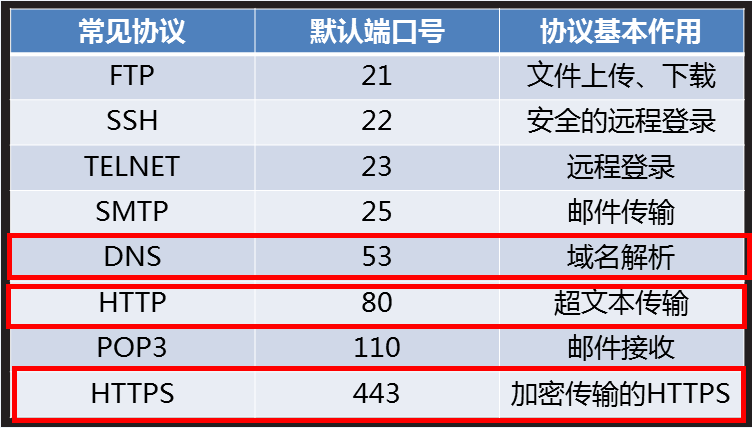 常见协议 默认端口号 协议基本作用
FTP 21 文件上传、下载
SSH 22 安全的远程登录
TELNET 23 远程登录
SMTP 25 邮件传输
DNS 53 域名解析
HTTP 80 超文本传输
POP3 110 邮件接收
HTTPS 443 加密传输的HTTPS